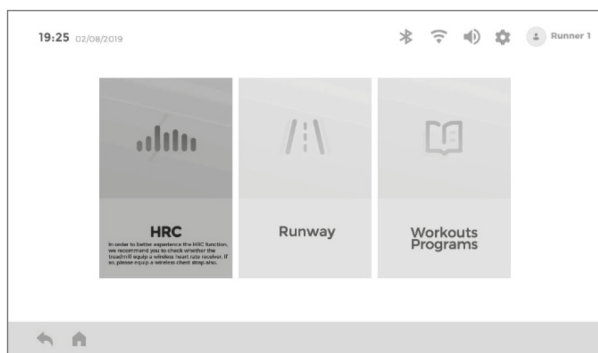 19:25 02/08/2019
Runner 1
HRC
In order to better experience the HRC function,
we recommend you to check whether the
treadmill equip a wireless heart rate receiver. If
so, please equip a wireless chest strap also.
Runway
Workouts
Programs